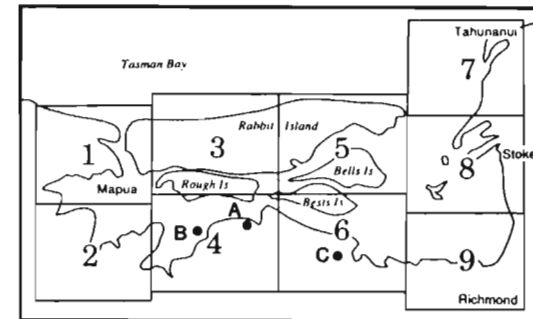 Tahunanui
Tasman Bay
7
Rabbit Island
1
3
5
8
Stoke
Mapua
Rough Is
Bells Is
Bests Is
A
B
4
6
2
C
9
Richmond